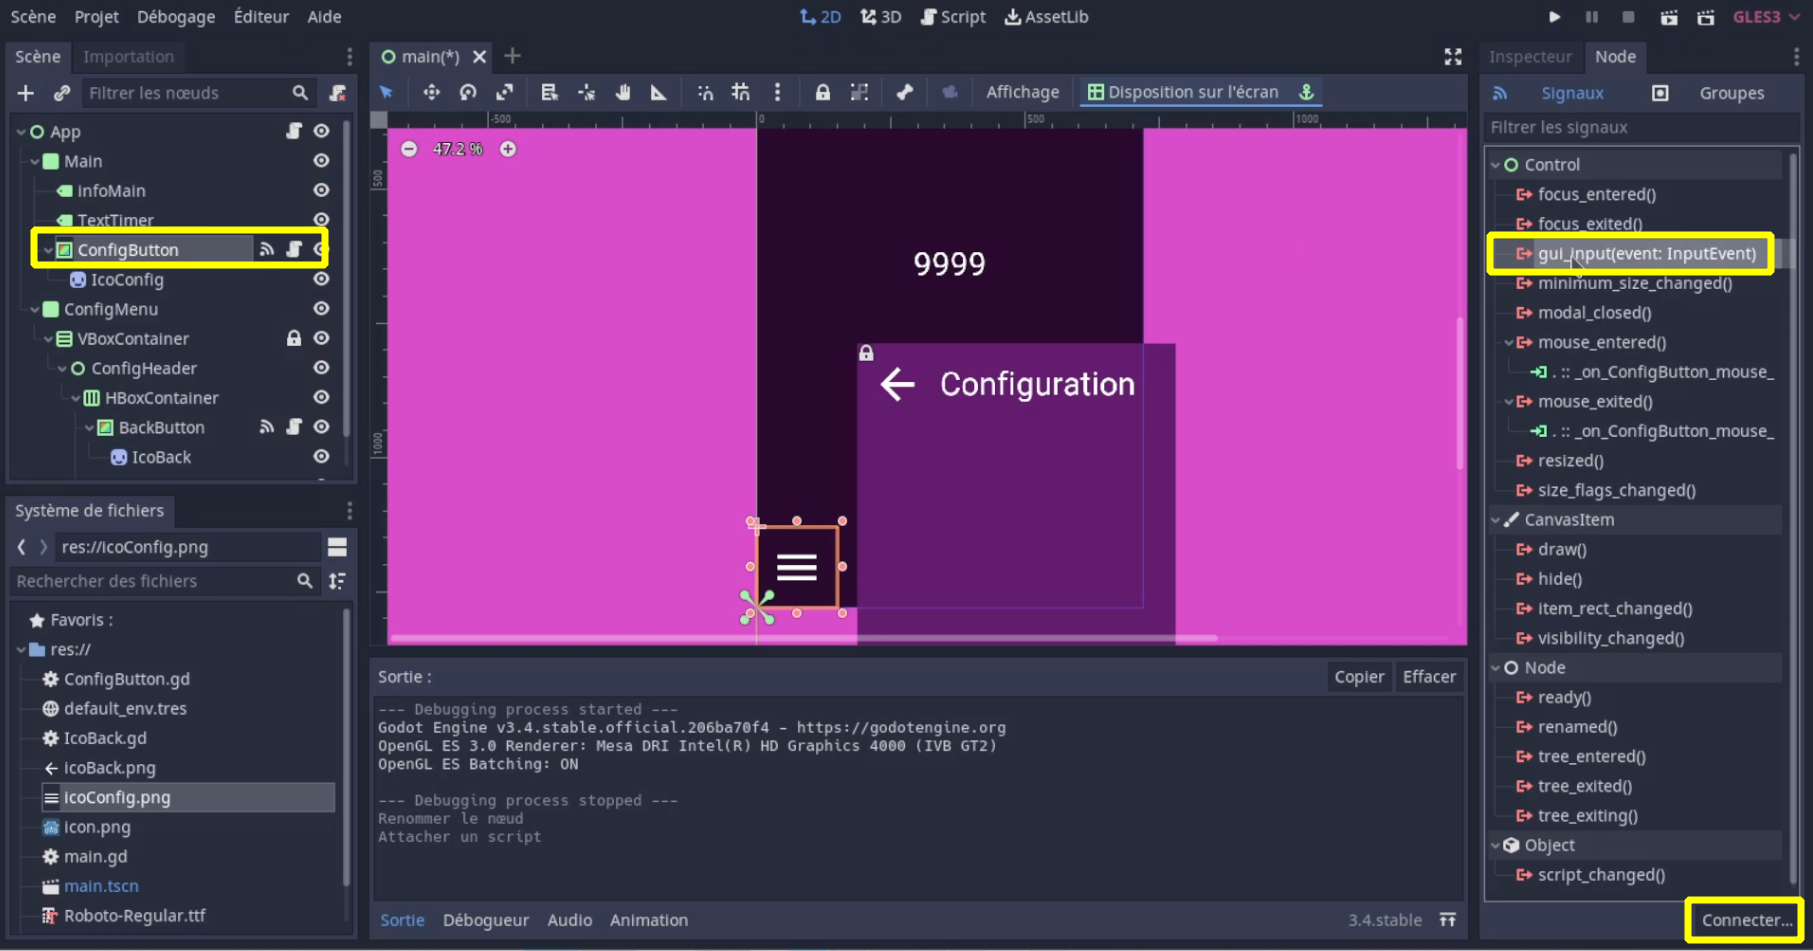 Scène Projet Débogage Éditeur Aide
2D 3D Script AssetLib
GLES3
Scène Importation
Filtrer les nœuds
App
Main
infoMain
TextTimer
ConfigButton
IcoConfig
ConfigMenu
VBoxContainer
ConfigHeader
HBoxContainer
BackButton
IcoBack
Système de fichiers
res://icoConfig.png
Rechercher des fichiers
Favoris :
res://
ConfigButton.gd
default_env.tres
IcoBack.gd
icoBack.png
icoConfig.png
icon.png
main.gd
main.tscn
Roboto-Regular.ttf
main(*)
Affichage Disposition sur l'écran
-500 0 500 1000
500
1000
47.2 %
9999
Configuration
Sortie :
Copier Effacer
--- Debugging process started ---
Godot Engine v3.4.stable.official.206ba70f4 - https://godotengine.org
OpenGL ES 3.0 Renderer: Mesa DRI Intel(R) HD Graphics 4000 (IVB GT2)
OpenGL ES Batching: ON
--- Debugging process stopped ---
Renommer le nœud
Attacher un script
Sortie Débogueur Audio Animation
3.4.stable
Inspecteur Node
Signaux Groupes
Filtrer les signaux
Control
focus_entered()
focus_exited()
gui_input(event: InputEvent)
minimum_size_changed()
modal_closed()
mouse_entered()
. :: _on_ConfigButton_mouse_
mouse_exited()
. :: _on_ConfigButton_mouse_
resized()
size_flags_changed()
CanvasItem
draw()
hide()
item_rect_changed()
visibility_changed()
Node
ready()
renamed()
tree_entered()
tree_exited()
tree_exiting()
Object
script_changed()
Connecter...